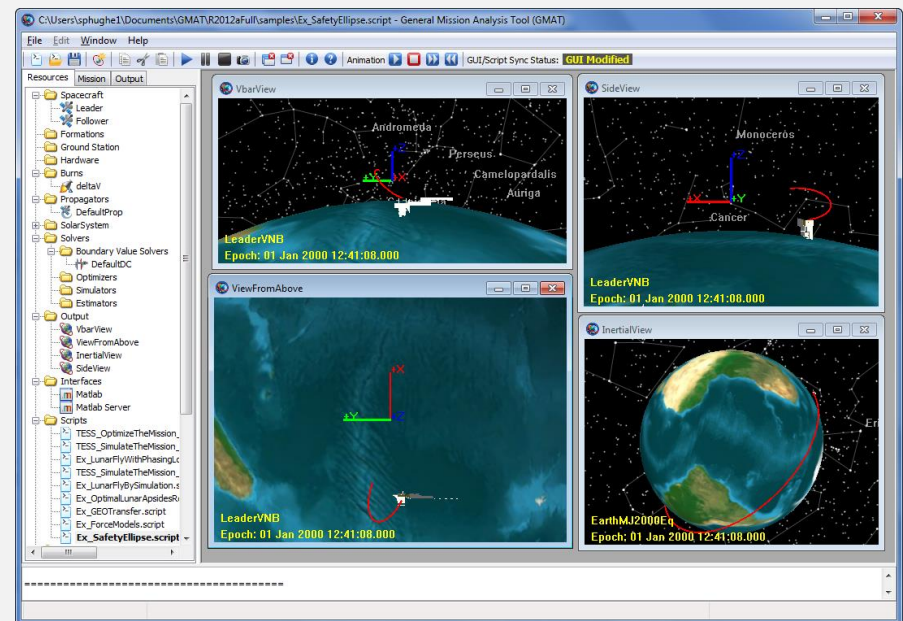 C:\Users\sphughe1\Documents\GMAT\R2012aFull\samples\Ex_SafetyEllipse.script - General Mission Analysis Tool (GMAT)
File Edit Window Help
Animation GUI/Script Sync Status: GUI Modified
Resources Mission Output
Spacecraft
Leader
Follower
Formations
Ground Station
Hardware
Burns
deltaV
Propagators
DefaultProp
SolarSystem
Solvers
Boundary Value Solvers
DefaultDC
Optimizers
Simulators
Estimators
Output
VbarView
ViewFromAbove
InertialView
SideView
Interfaces
Matlab
Matlab Server
Scripts
TESS_OptimizeTheMission_
TESS_SimulateTheMission_
Ex_LunarFlyWithPhasingLo
TESS_SimulateTheMission_
Ex_LunarFlyBySimulation.s
Ex_OptimalLunarApsidesRa
Ex_GEOTransfer.script
Ex_ForceModels.script
Ex_SafetyEllipse.script
VbarView
Andromeda
+Z
Perseus
+Y +X
Camelopardalis
Auriga
LeaderVNB
Epoch: 01 Jan 2000 12:41:08.000
SideView
Monoceros
+Z
+X +Y
Cancer
LeaderVNB
Epoch: 01 Jan 2000 12:41:08.000
ViewFromAbove
+X
+Y +Z
LeaderVNB
Epoch: 01 Jan 2000 12:41:08.000
InertialView
Eri
EarthMJ2000Eq
Epoch: 01 Jan 2000 12:41:08.000
========================================